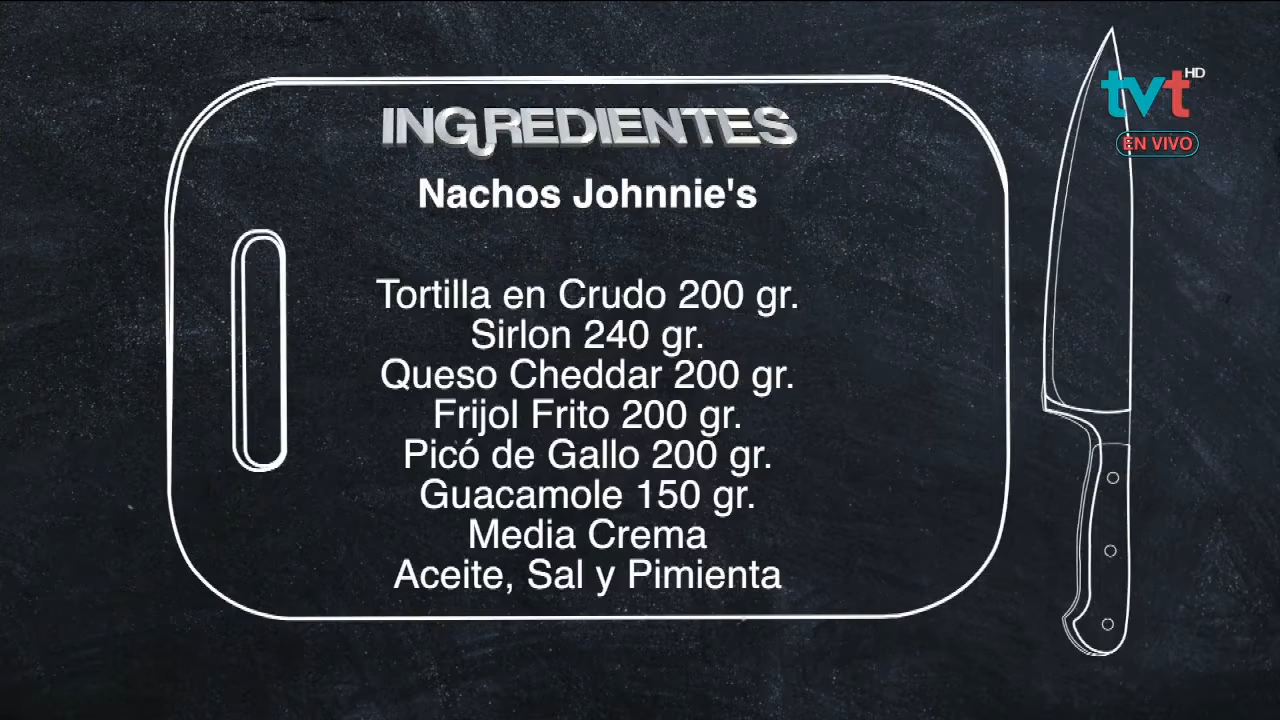 INGREDIENTES
Nachos Johnnie's
Tortilla en Crudo 200 gr.
Sirlon 240 gr.
Queso Cheddar 200 gr.
Frijol Frito 200 gr.
Picó de Gallo 200 gr.
Guacamole 150 gr.
Media Crema
Aceite, Sal y Pimienta
tvt HD
EN VIVO